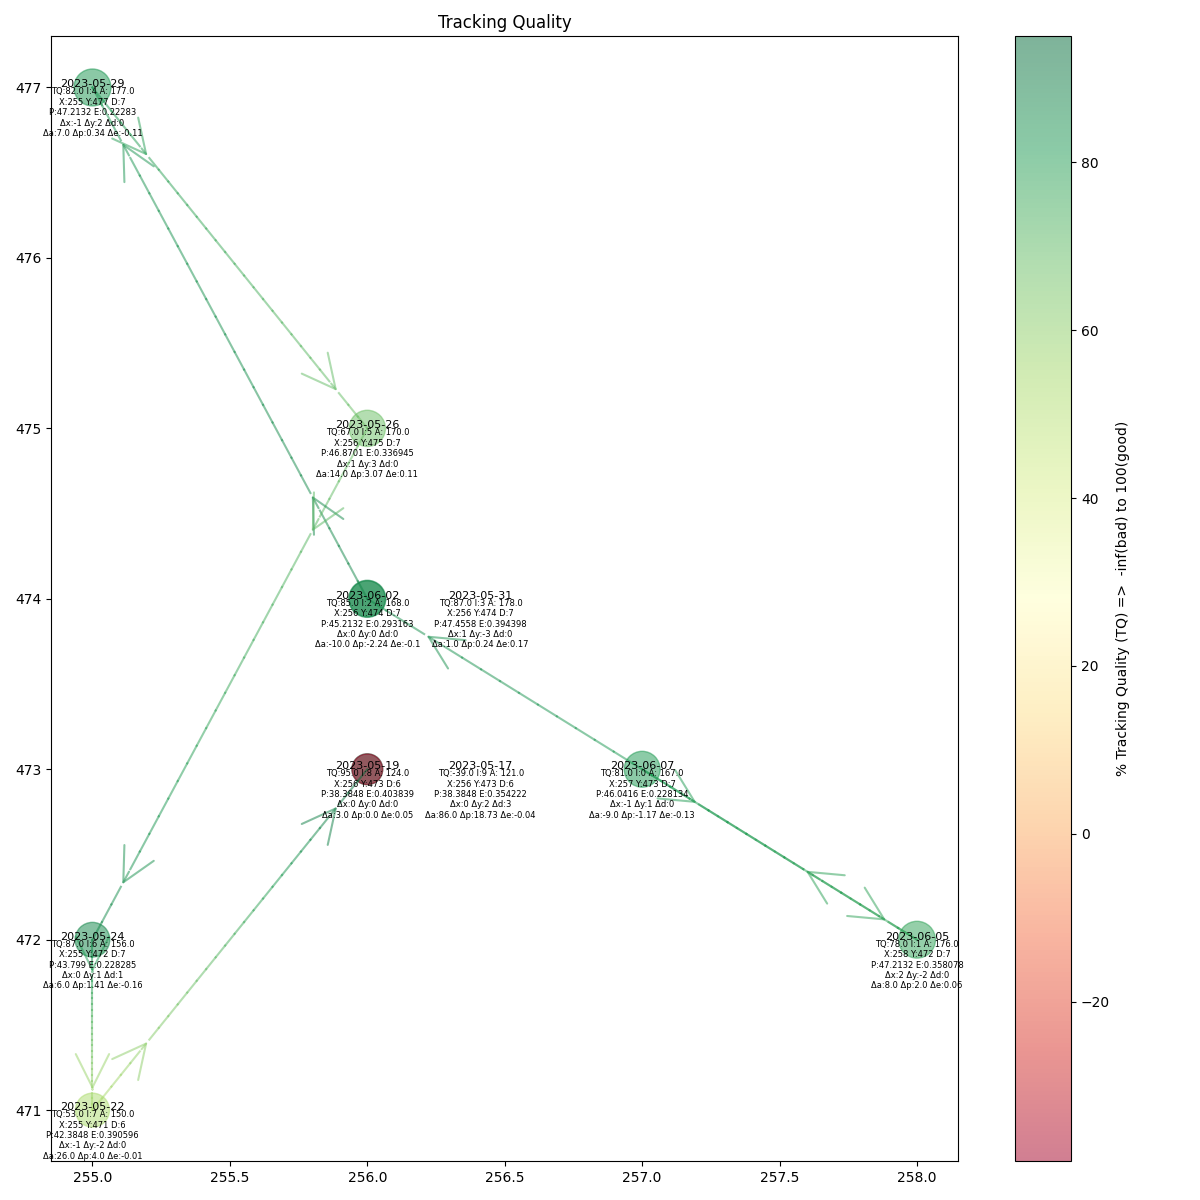 Tracking Quality
477
476
475
474
473
472
471
255.0
255.5
256.0
256.5
257.0
257.5
258.0
2023-05-29
TQ:82.0 I:4 A: 177.0
X:255 Y:477 D:7
P:47.2132 E:0.22283
Δx:-1 Δy:2 Δd:0
Δa:7.0 Δp:0.34 Δe:-0.11
2023-05-26
TQ:67.0 I:5 A: 170.0
X:256 Y:475 D:7
P:46.8701 E:0.336945
Δx:1 Δy:3 Δd:0
Δa:14.0 Δp:3.07 Δe:0.11
2023-06-02
TQ:85.0 I:2 A: 168.0
X:256 Y:474 D:7
P:45.2132 E:0.293163
Δx:0 Δy:0 Δd:0
Δa:-10.0 Δp:-2.24 Δe:-0.1
2023-05-31
TQ:87.0 I:3 A: 178.0
X:256 Y:474 D:7
P:47.4558 E:0.394398
Δx:1 Δy:-3 Δd:0
Δa:1.0 Δp:0.24 Δe:0.17
2023-05-19
TQ:95.0 I:8 A: 124.0
X:256 Y:473 D:6
P:38.3848 E:0.403839
Δx:0 Δy:0 Δd:0
Δa:3.0 Δp:0.0 Δe:0.05
2023-05-17
TQ:-39.0 I:9 A: 121.0
X:256 Y:473 D:6
P:38.3848 E:0.354222
Δx:0 Δy:2 Δd:3
Δa:86.0 Δp:18.73 Δe:-0.04
2023-06-07
TQ:81.0 I:0 A: 167.0
X:257 Y:473 D:7
P:46.0416 E:0.228134
Δx:-1 Δy:1 Δd:0
Δa:-9.0 Δp:-1.17 Δe:-0.13
2023-05-24
TQ:87.0 I:6 A: 156.0
X:255 Y:472 D:7
P:43.799 E:0.228285
Δx:0 Δy:1 Δd:1
Δa:6.0 Δp:1.41 Δe:-0.16
2023-06-05
TQ:78.0 I:1 A: 176.0
X:258 Y:472 D:7
P:47.2132 E:0.358078
Δx:2 Δy:-2 Δd:0
Δa:8.0 Δp:2.0 Δe:0.06
2023-05-22
TQ:53.0 I:7 A: 150.0
X:255 Y:471 D:6
P:42.3848 E:0.390596
Δx:-1 Δy:-2 Δd:0
Δa:26.0 Δp:4.0 Δe:-0.01
80
60
40
20
0
−20
% Tracking Quality (TQ) =>  -inf(bad) to 100(good)